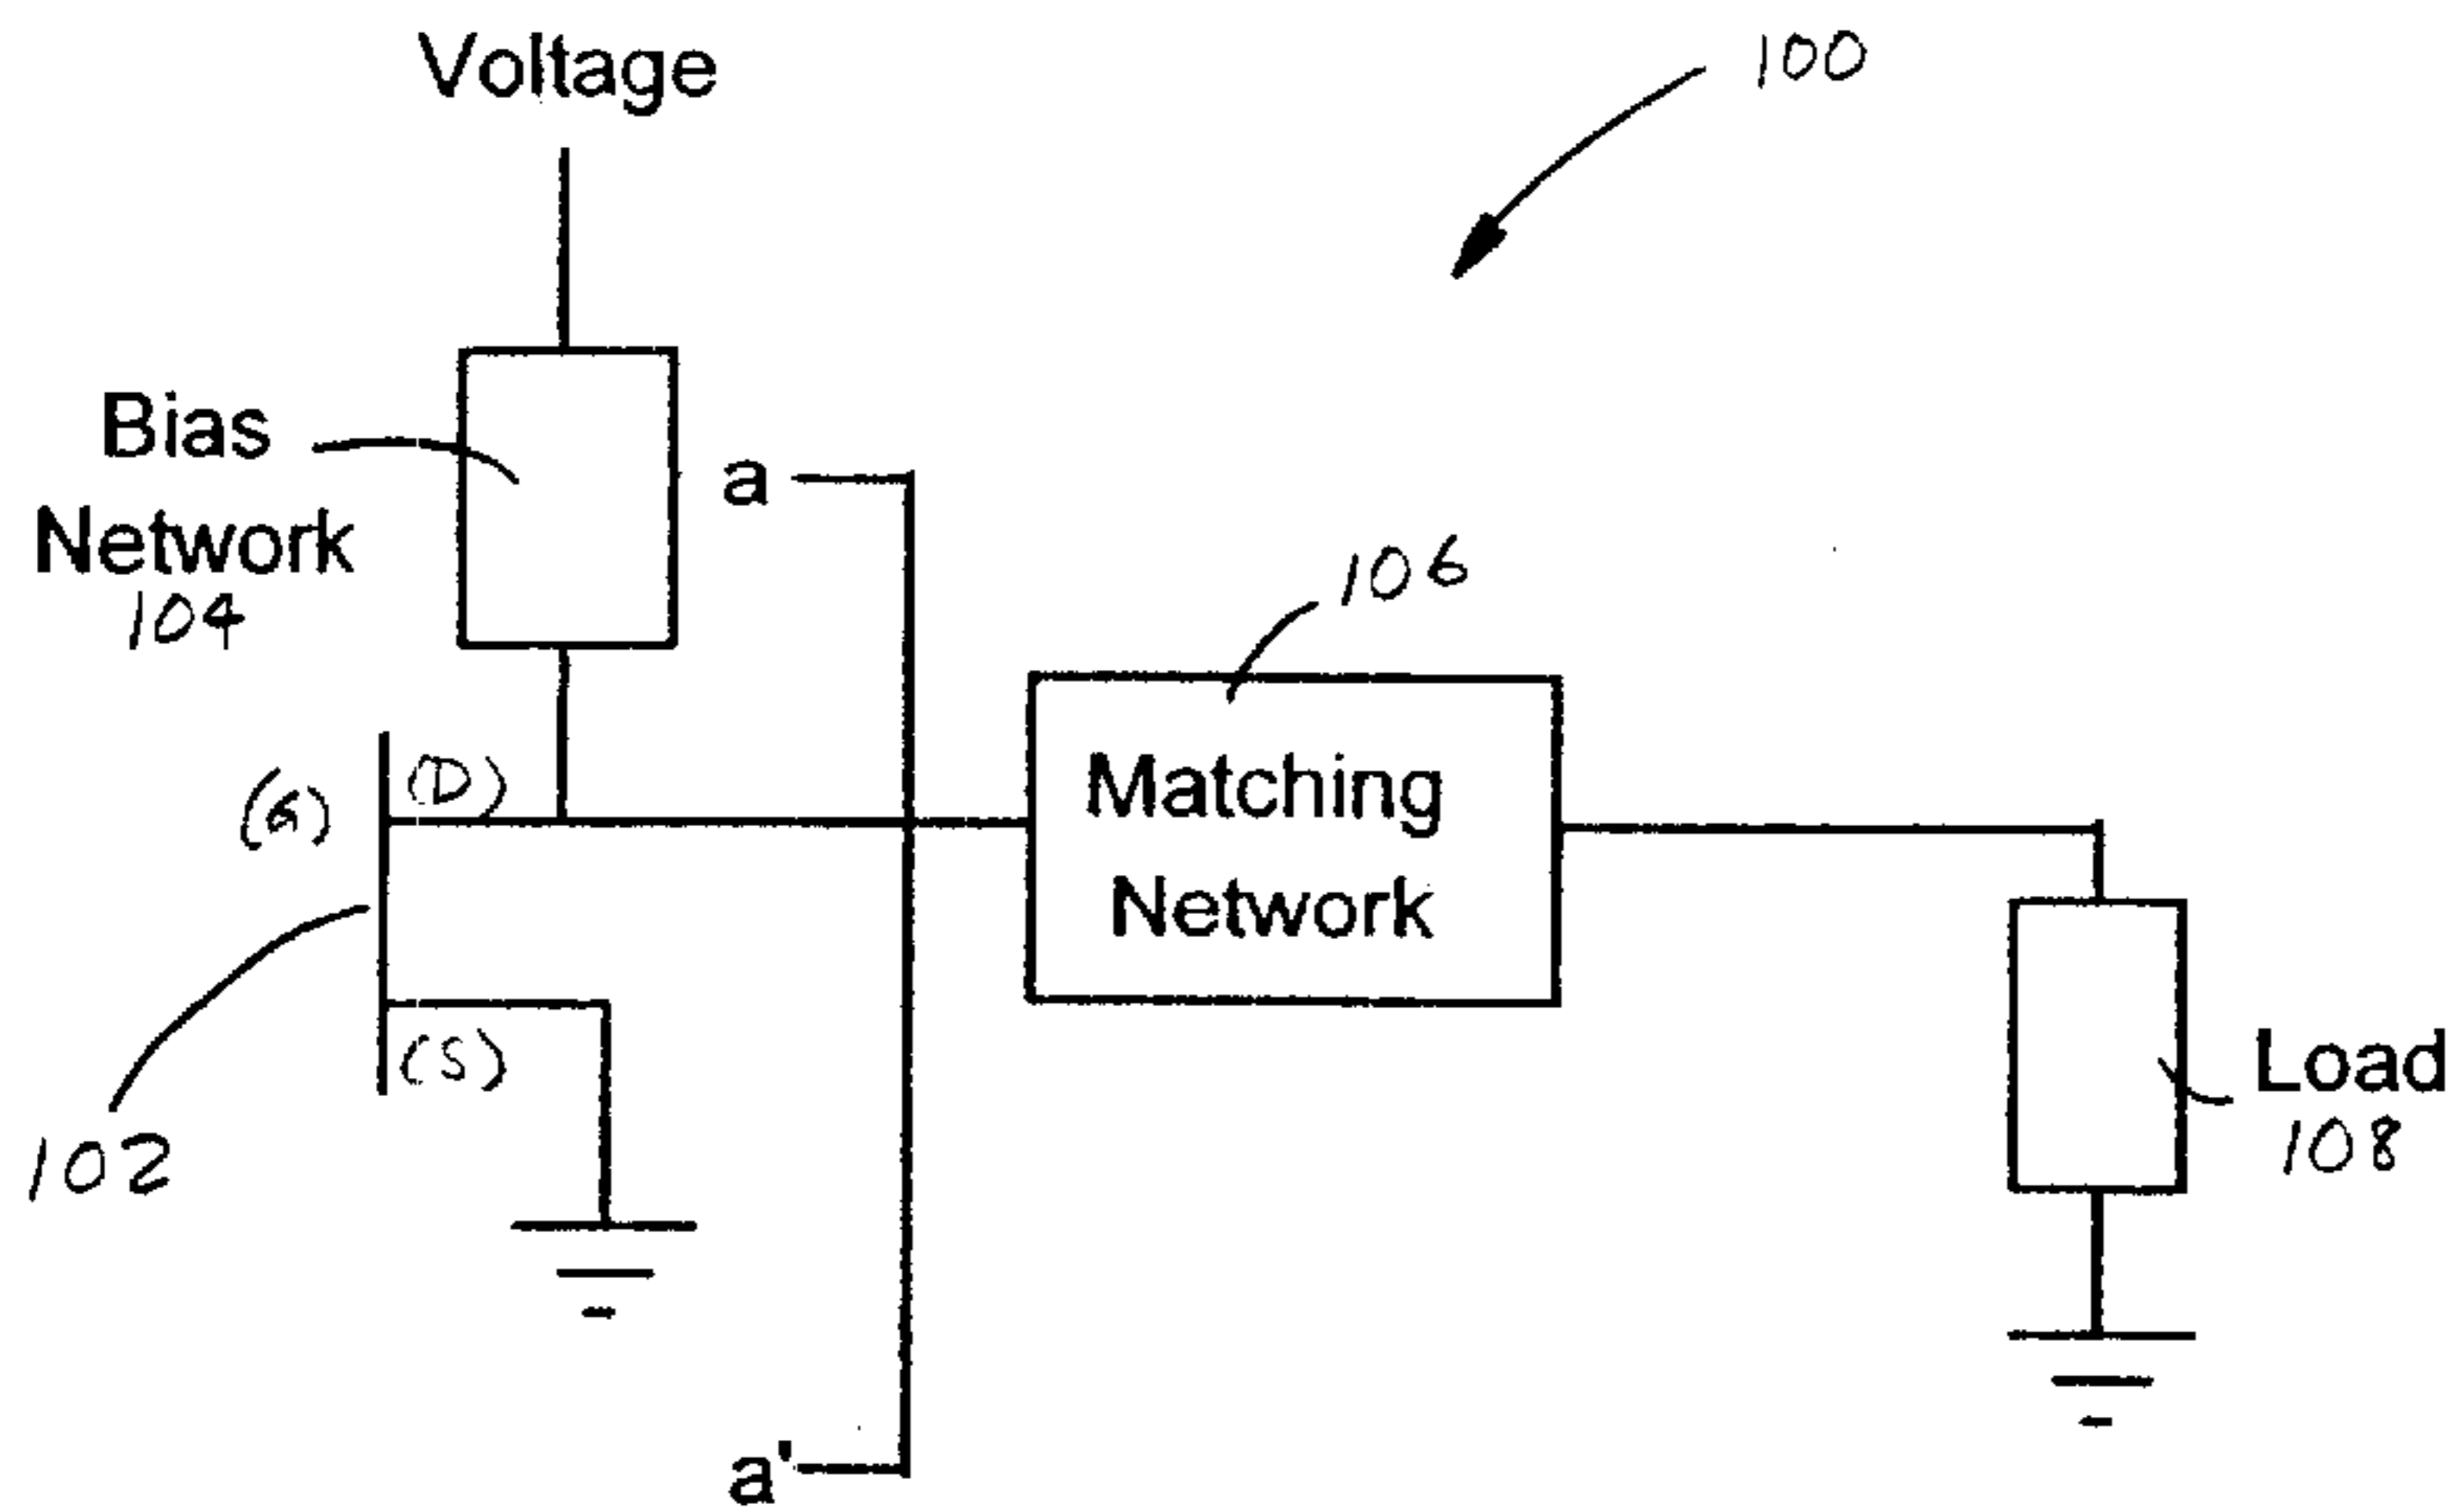 Voltage
100
Bias
Network
104
a
106
Matching
Network
(G)
(D)
(S)
102
Load
108
a'